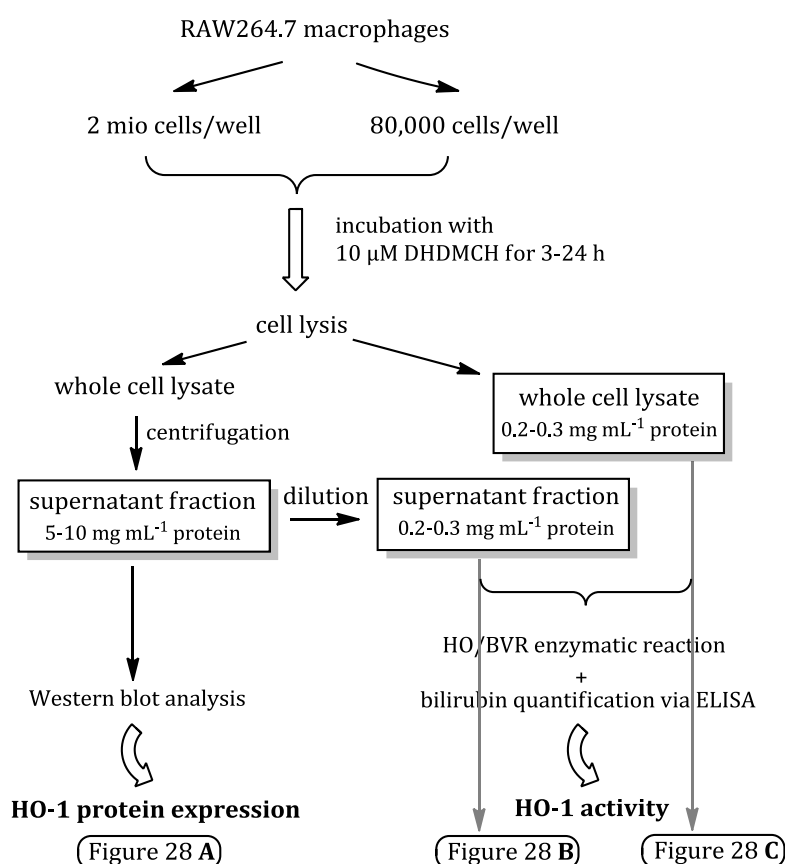 RAW264.7 macrophages
2 mio cells/well
80,000 cells/well
incubation with
10 µM DHDMCH for 3-24 h
cell lysis
whole cell lysate
centrifugation
whole cell lysate
0.2-0.3 mg mL⁻¹ protein
supernatant fraction
5-10 mg mL⁻¹ protein
dilution
supernatant fraction
0.2-0.3 mg mL⁻¹ protein
Western blot analysis
HO/BVR enzymatic reaction
+
bilirubin quantification via ELISA
HO-1 protein expression
HO-1 activity
Figure 28 A
Figure 28 B
Figure 28 C